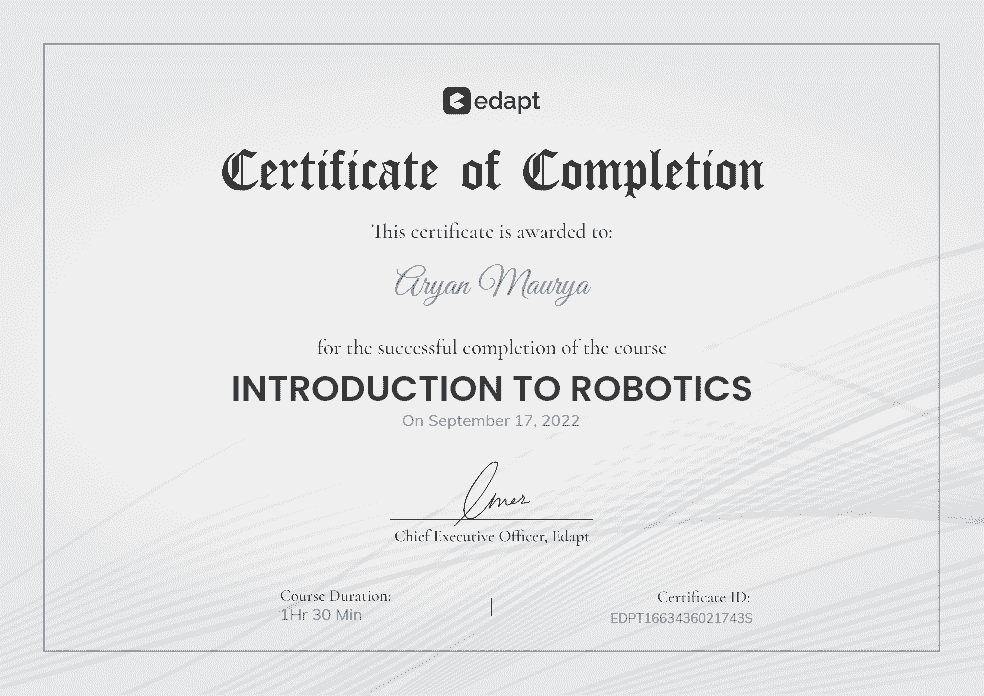 edapt
Certificate of Completion
This certificate is awarded to:
Aryan Maurya
for the successful completion of the course
INTRODUCTION TO ROBOTICS
On September 17, 2022
Chief Executive Officer, Edapt
Course Duration:
1Hr 30 Min
Certificate ID:
EDPT1663436021743S